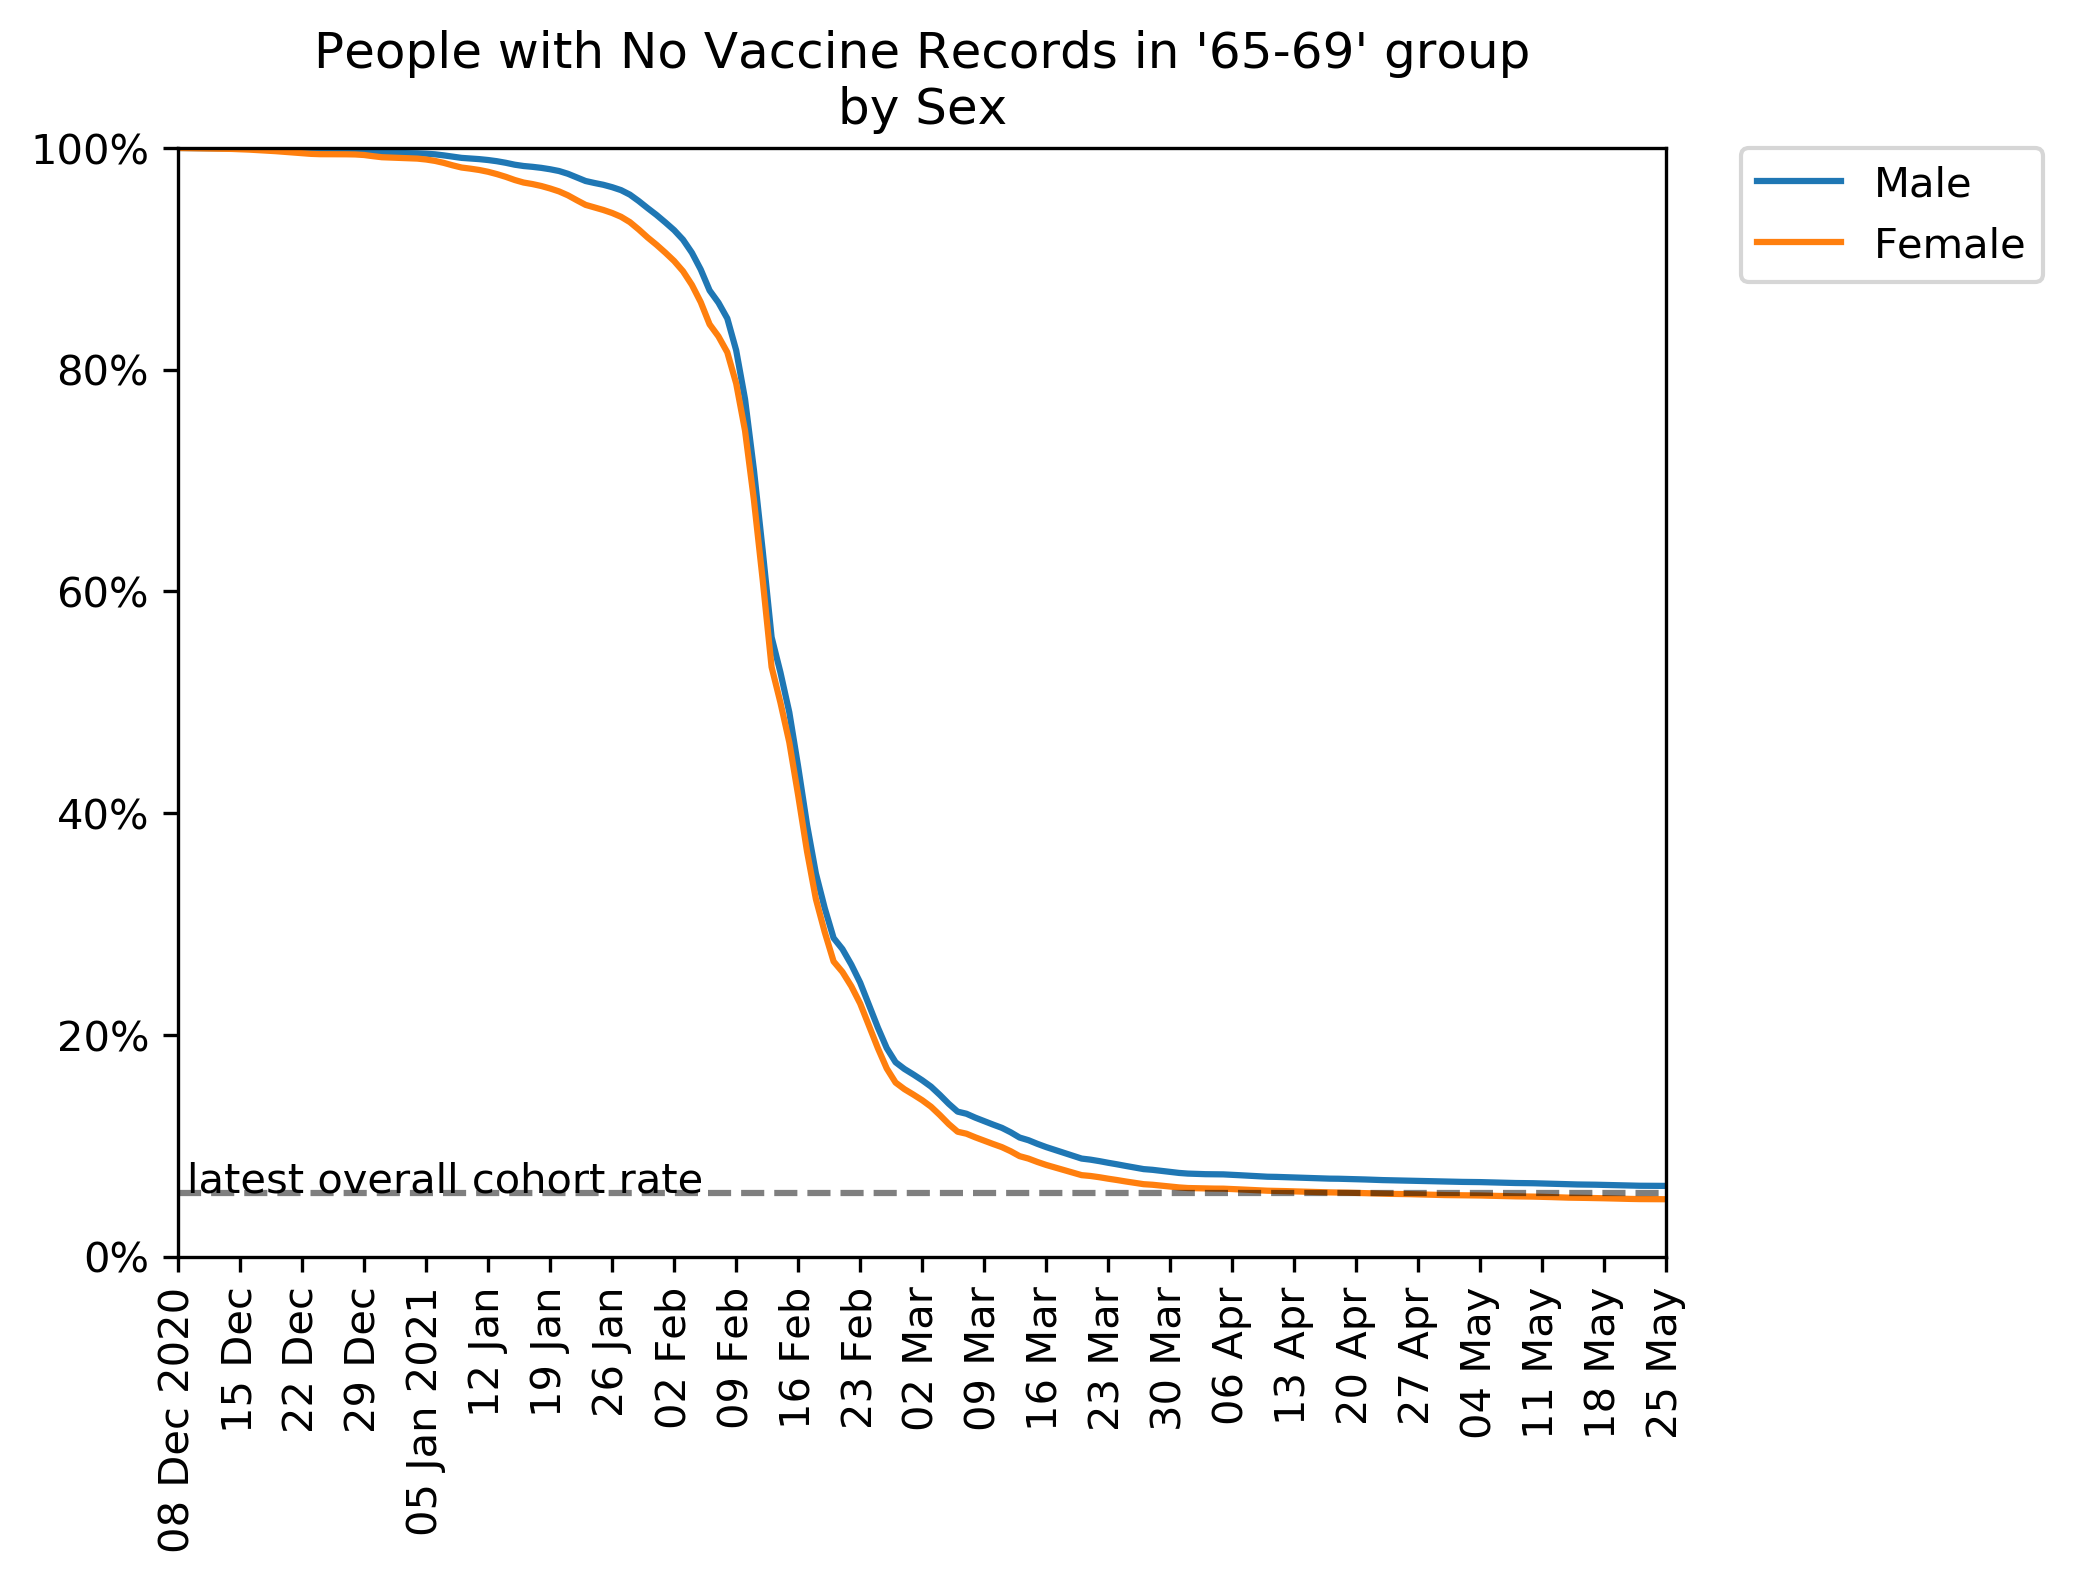 People with No Vaccine Records in '65-69' group
by Sex
100%
80%
60%
40%
20%
0%
latest overall cohort rate
Male
Female
08 Dec 2020
15 Dec
22 Dec
29 Dec
05 Jan 2021
12 Jan
19 Jan
26 Jan
02 Feb
09 Feb
16 Feb
23 Feb
02 Mar
09 Mar
16 Mar
23 Mar
30 Mar
06 Apr
13 Apr
20 Apr
27 Apr
04 May
11 May
18 May
25 May